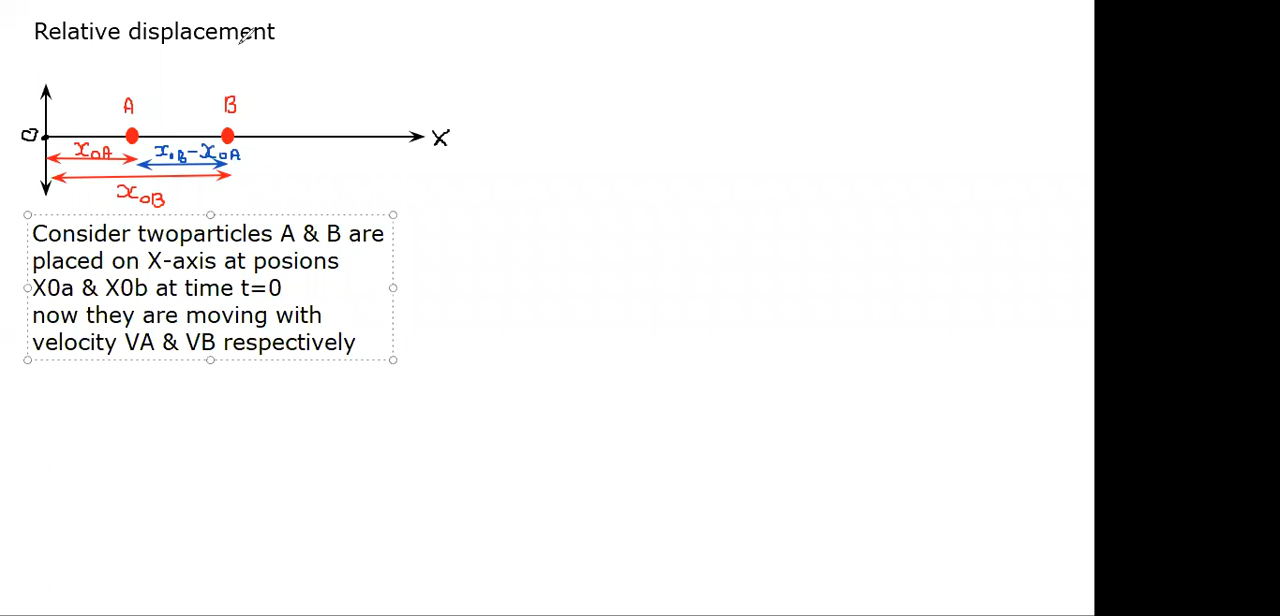 Relative displacement
A B
O X
x0A x0B-x0A
x0B
Consider twoparticles A & B are
placed on X-axis at posions
X0a & X0b at time t=0
now they are moving with
velocity VA & VB respectively